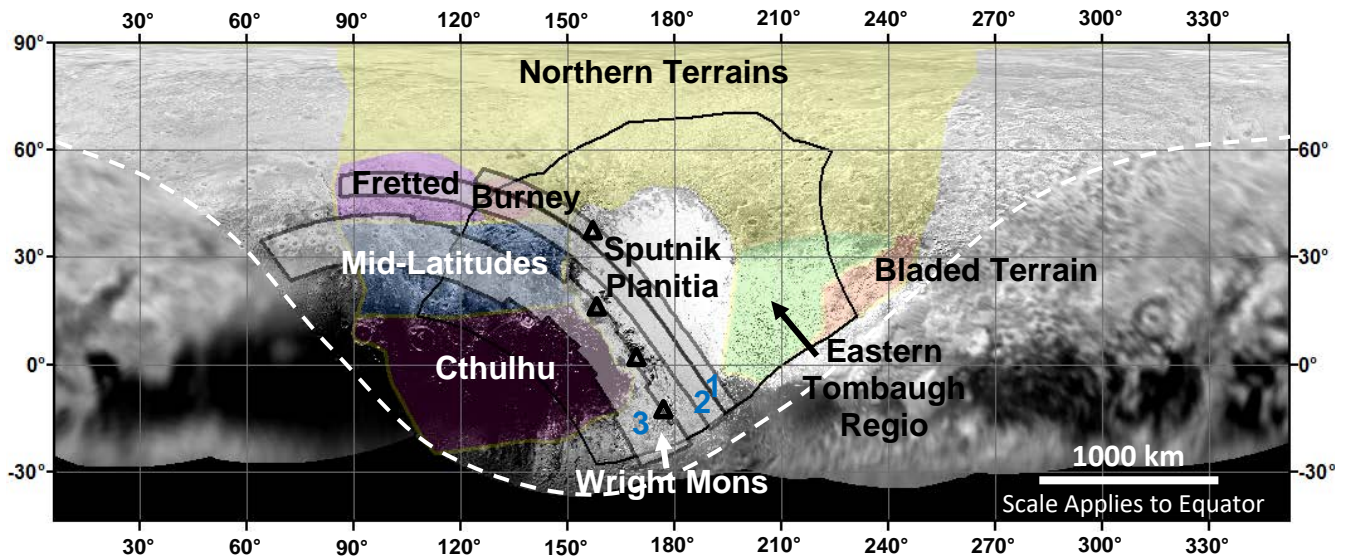 30° 60° 90° 120° 150° 180° 210° 240° 270° 300° 330°
90°
Northern Terrains
60° 60°
Fretted
Burney
30° 30°
Mid-Latitudes
Sputnik
Planitia
Bladed Terrain
0° 0°
Cthulhu
Eastern
Tombaugh
Regio
1
2
3
-30° -30°
Wright Mons
1000 km
Scale Applies to Equator
30° 60° 90° 120° 150° 180° 210° 240° 270° 300° 330°